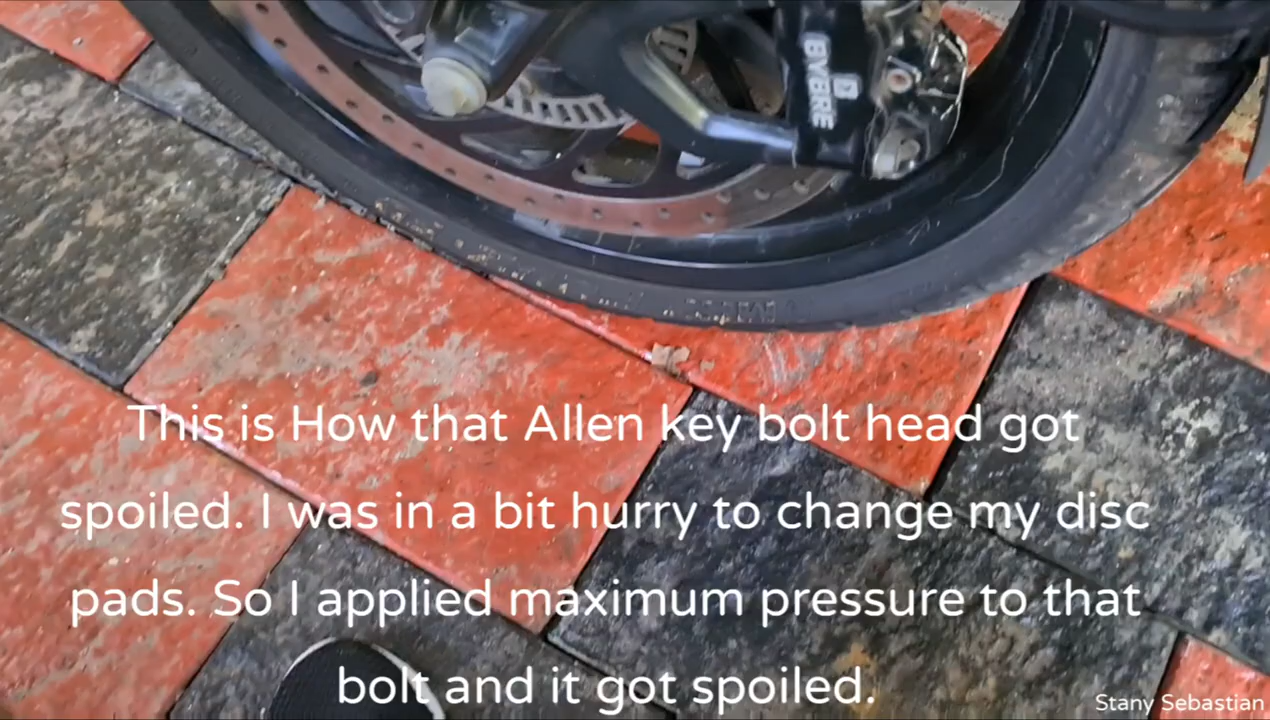 BYBRE
This is How that Allen key bolt head got
spoiled. I was in a bit hurry to change my disc
pads. So I applied maximum pressure to that
bolt and it got spoiled.
Stany Sebastian